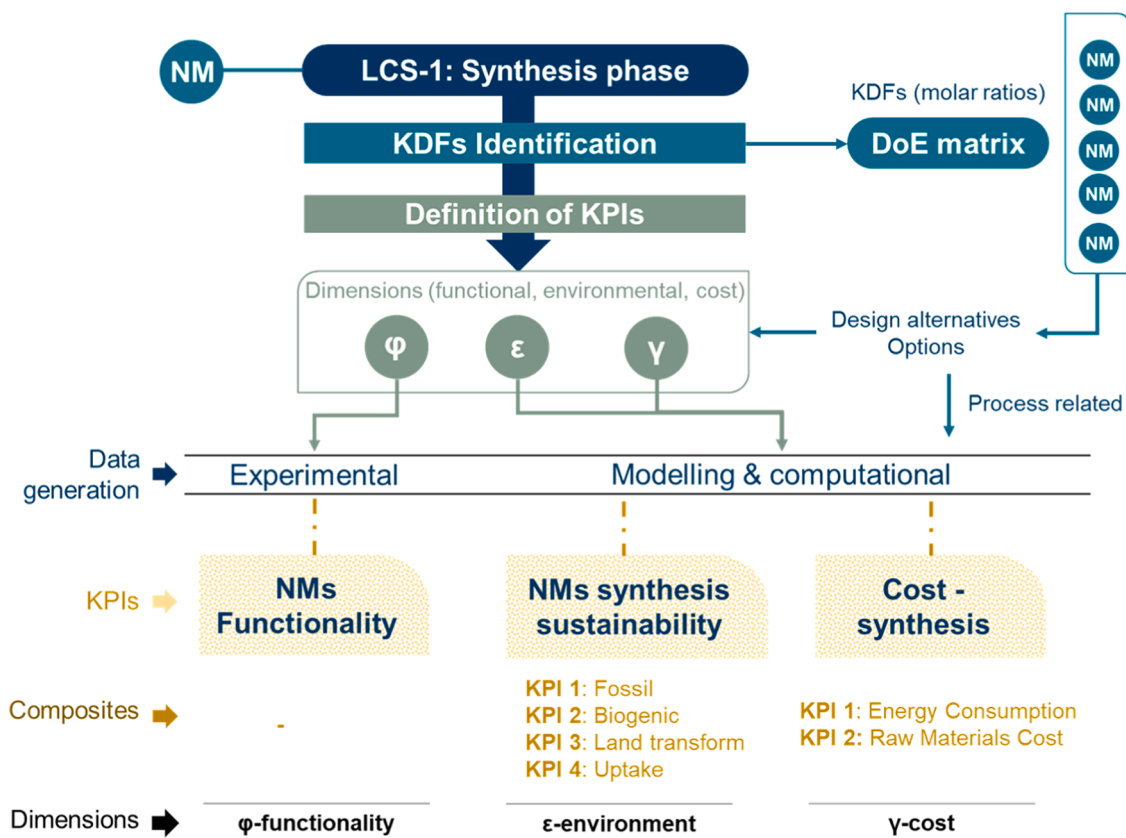 NM
LCS-1: Synthesis phase
KDFs Identification
Definition of KPIs
KDFs (molar ratios)
DoE matrix
NM
NM
NM
NM
NM
Dimensions (functional, environmental, cost)
φ
ε
γ
Design alternatives
Options
Process related
Data
generation
Experimental
Modelling & computational
KPIs
NMs
Functionality
NMs synthesis
sustainability
Cost -
synthesis
Composites
-
KPI 1: Fossil
KPI 2: Biogenic
KPI 3: Land transform
KPI 4: Uptake
KPI 1: Energy Consumption
KPI 2: Raw Materials Cost
Dimensions
φ-functionality
ε-environment
γ-cost